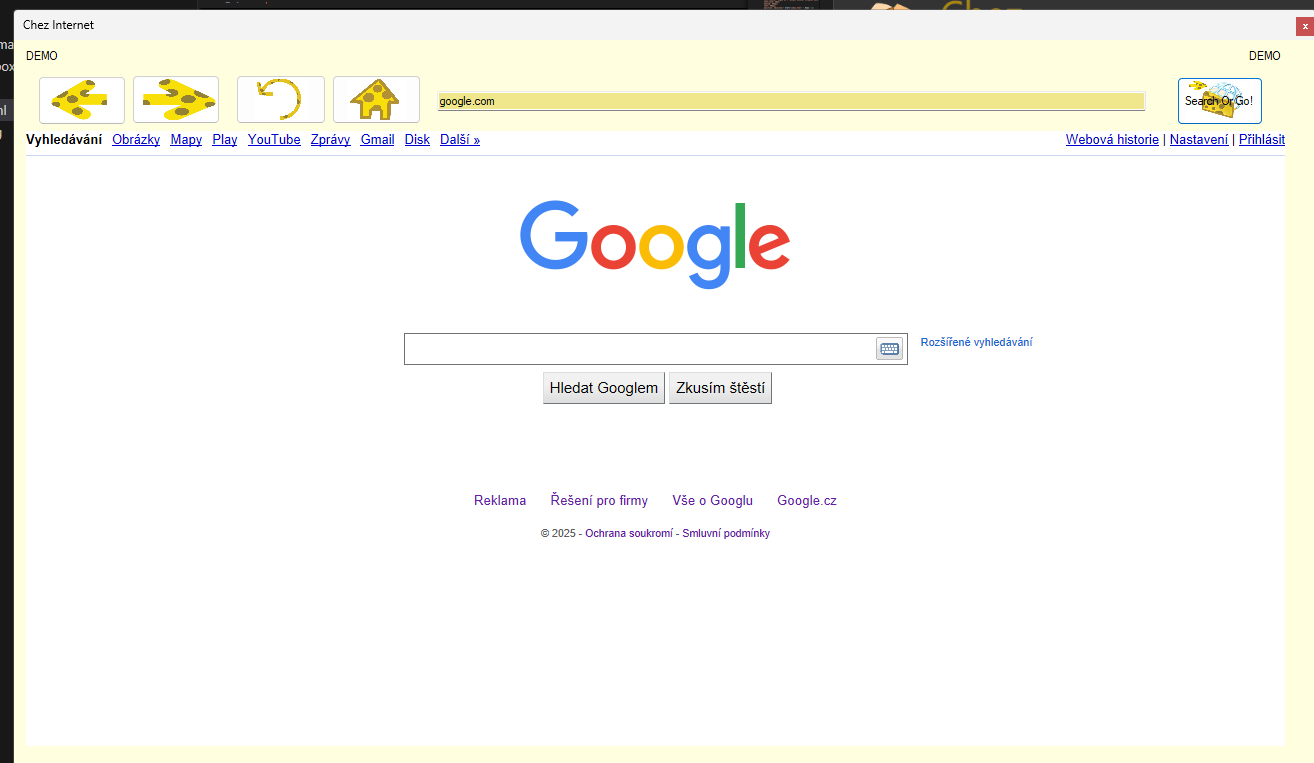 Chez
Chez Internet
x
DEMO DEMO
google.com
Search Or Go!
Vyhledávání Obrázky Mapy Play YouTube Zprávy Gmail Disk Další » Webová historie | Nastavení | Přihlásit
Google
Rozšířené vyhledávání
Hledat Googlem Zkusím štěstí
Reklama Řešení pro firmy Vše o Googlu Google.cz
© 2025 - Ochrana soukromí - Smluvní podmínky